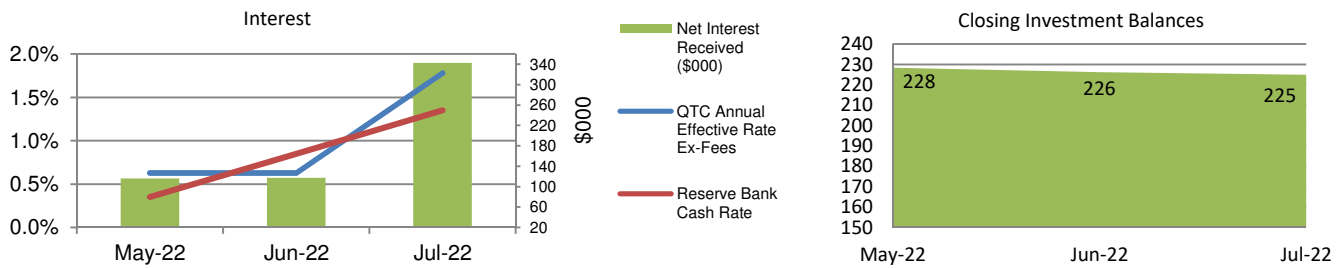 Interest
2.0%
1.5%
1.0%
0.5%
0.0%
340
300
260
220
180
140
100
60
20
$000
May-22 Jun-22 Jul-22
Net Interest
Received
($000)
QTC Annual
Effective Rate
Ex-Fees
Reserve Bank
Cash Rate
Closing Investment Balances
240
230
220
210
200
190
180
170
160
150
228
226
225
May-22 Jun-22 Jul-22